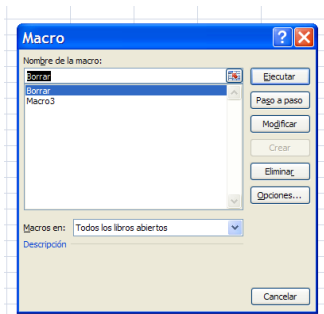 Macro
Nombre de la macro:
Borrar
Borrar
Macro3
Ejecutar
Paso a paso
Modificar
Crear
Eliminar
Opciones...
Macros en: Todos los libros abiertos
Descripción
Cancelar